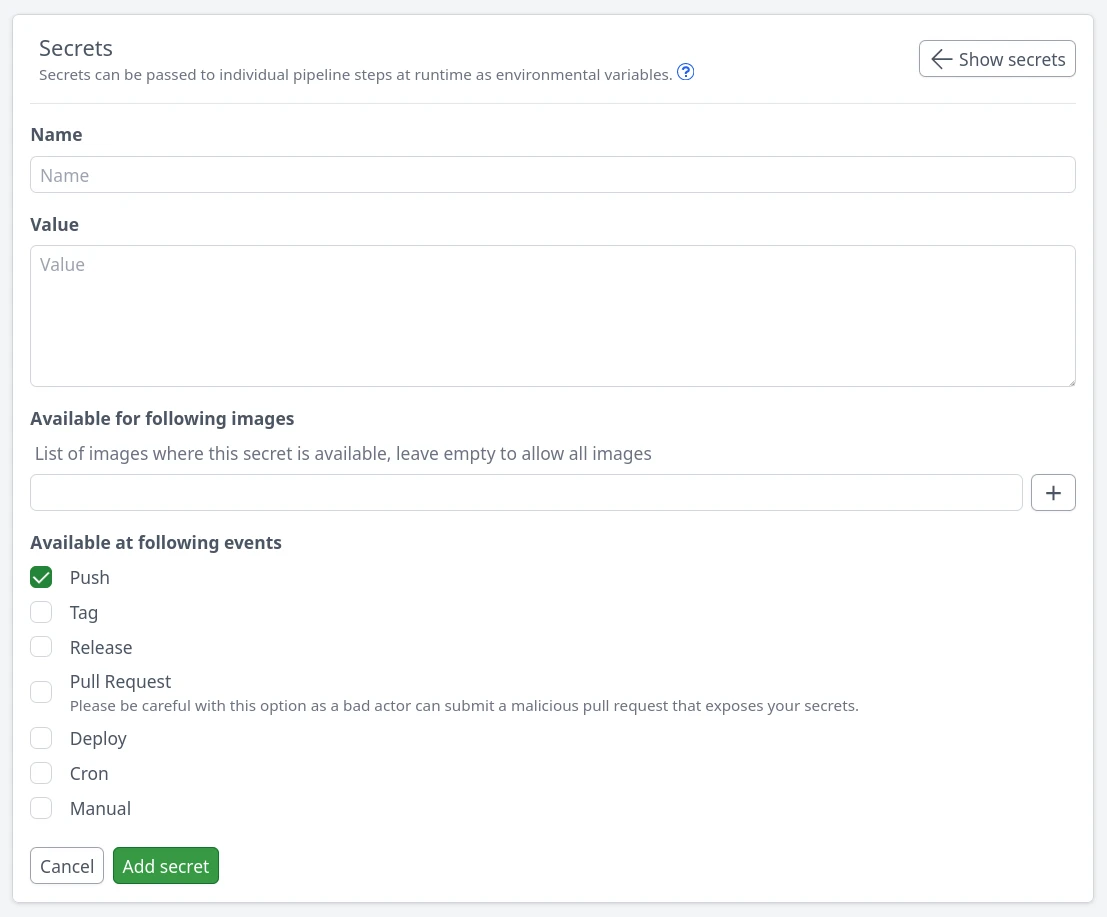 Secrets
Secrets can be passed to individual pipeline steps at runtime as environmental variables.
Show secrets
Name
Name
Value
Value
Available for following images
List of images where this secret is available, leave empty to allow all images
Available at following events
Push
Tag
Release
Pull Request
Please be careful with this option as a bad actor can submit a malicious pull request that exposes your secrets.
Deploy
Cron
Manual
Cancel
Add secret